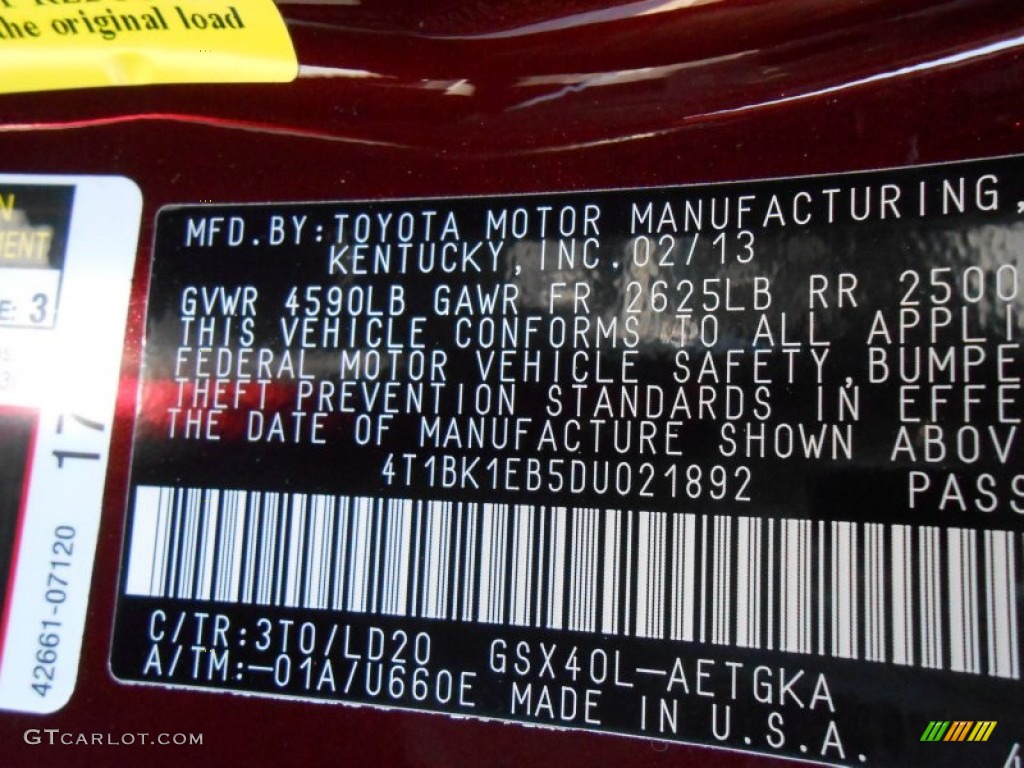 the original load
N
MENT
E: 3
17
42661-07120
MFD.BY:TOYOTA MOTOR MANUFACTURING,
KENTUCKY,INC.02/13
GVWR 4590LB GAWR FR 2625LB RR 2500
THIS VEHICLE CONFORMS TO ALL APPLI
FEDERAL MOTOR VEHICLE SAFETY,BUMPE
THEFT PREVENTION STANDARDS IN EFFE
THE DATE OF MANUFACTURE SHOWN ABOV
4T1BK1EB5DU021892 PASS
C/TR:3T0/LD20 GSX40L-AETGKA
A/TM:-01A/U660E MADE IN U.S.A.
GTCARLOT.COM